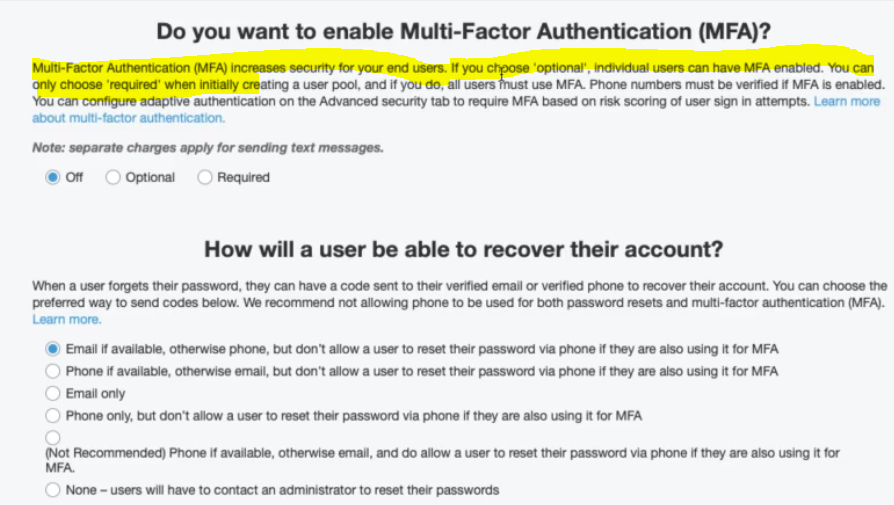 Do you want to enable Multi-Factor Authentication (MFA)?
Multi-Factor Authentication (MFA) increases security for your end users. If you choose 'optional', individual users can have MFA enabled. You can
only choose 'required' when initially creating a user pool, and if you do, all users must use MFA. Phone numbers must be verified if MFA is enabled.
You can configure adaptive authentication on the Advanced security tab to require MFA based on risk scoring of user sign in attempts. Learn more
about multi-factor authentication.
Note: separate charges apply for sending text messages.
Off Optional Required
How will a user be able to recover their account?
When a user forgets their password, they can have a code sent to their verified email or verified phone to recover their account. You can choose the
preferred way to send codes below. We recommend not allowing phone to be used for both password resets and multi-factor authentication (MFA).
Learn more.
Email if available, otherwise phone, but don't allow a user to reset their password via phone if they are also using it for MFA
Phone if available, otherwise email, but don't allow a user to reset their password via phone if they are also using it for MFA
Email only
Phone only, but don't allow a user to reset their password via phone if they are also using it for MFA
(Not Recommended) Phone if available, otherwise email, and do allow a user to reset their password via phone if they are also using it for
MFA.
None – users will have to contact an administrator to reset their passwords